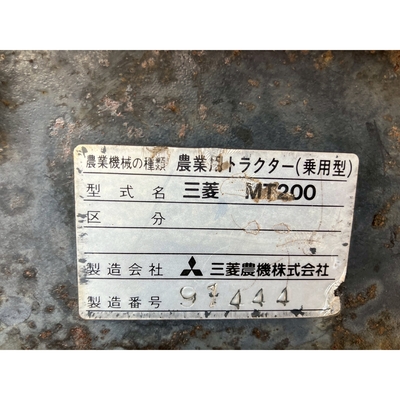 農業機械の種類 農業用トラクター(乗用型)
型式名 三菱 MT200
区分
製造会社 三菱農機株式会社
製造番号 91444